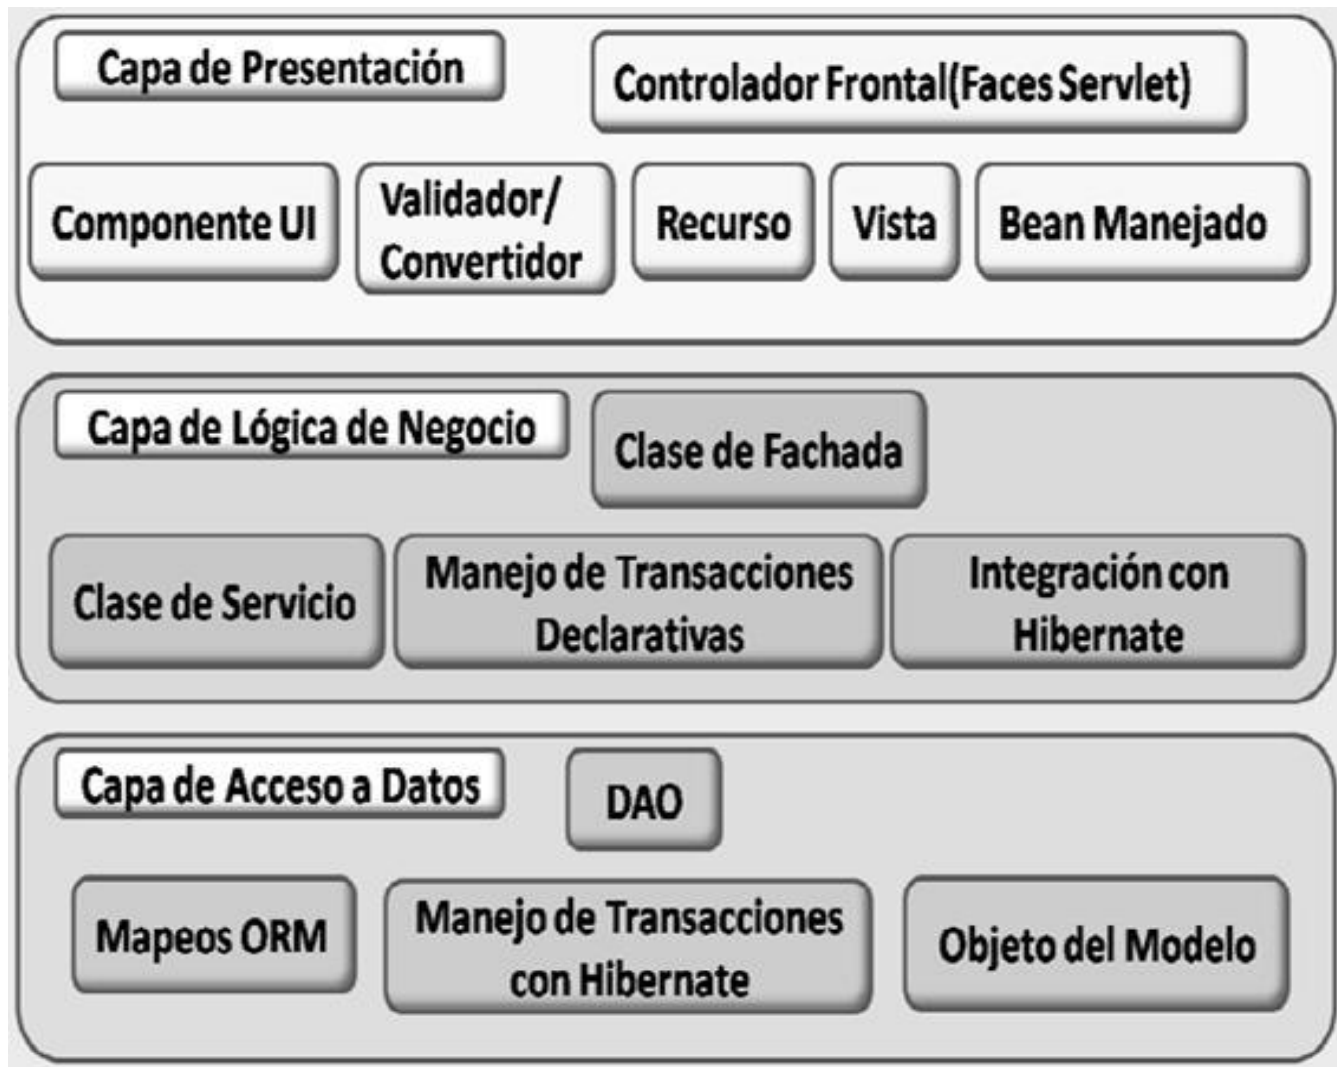 Capa de Presentación
Controlador Frontal(Faces Servlet)
Componente UI
Validador/
Convertidor
Recurso
Vista
Bean Manejado
Capa de Lógica de Negocio
Clase de Fachada
Clase de Servicio
Manejo de Transacciones
Declarativas
Integración con
Hibernate
Capa de Acceso a Datos
DAO
Mapeos ORM
Manejo de Transacciones
con Hibernate
Objeto del Modelo